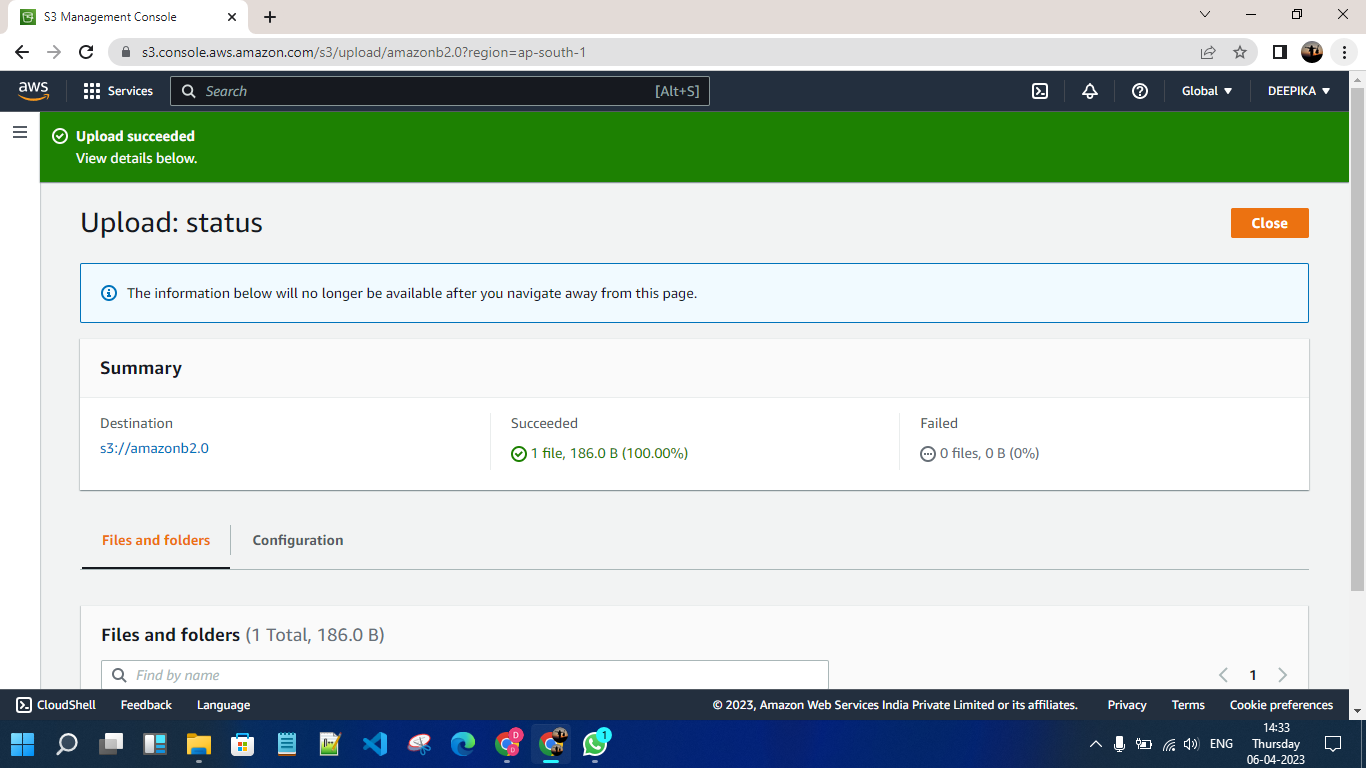 S3 Management Console
s3.console.aws.amazon.com/s3/upload/amazonb2.0?region=ap-south-1
aws
Services
Search
[Alt+S]
Global
DEEPIKA
Upload succeeded
View details below.
Upload: status
Close
The information below will no longer be available after you navigate away from this page.
Summary
Destination
s3://amazonb2.0
Succeeded
1 file, 186.0 B (100.00%)
Failed
0 files, 0 B (0%)
Files and folders
Configuration
Files and folders (1 Total, 186.0 B)
Find by name
1
CloudShell
Feedback
Language
© 2023, Amazon Web Services India Private Limited or its affiliates.
Privacy
Terms
Cookie preferences
D
D
1
ENG
14:33
Thursday
06-04-2023